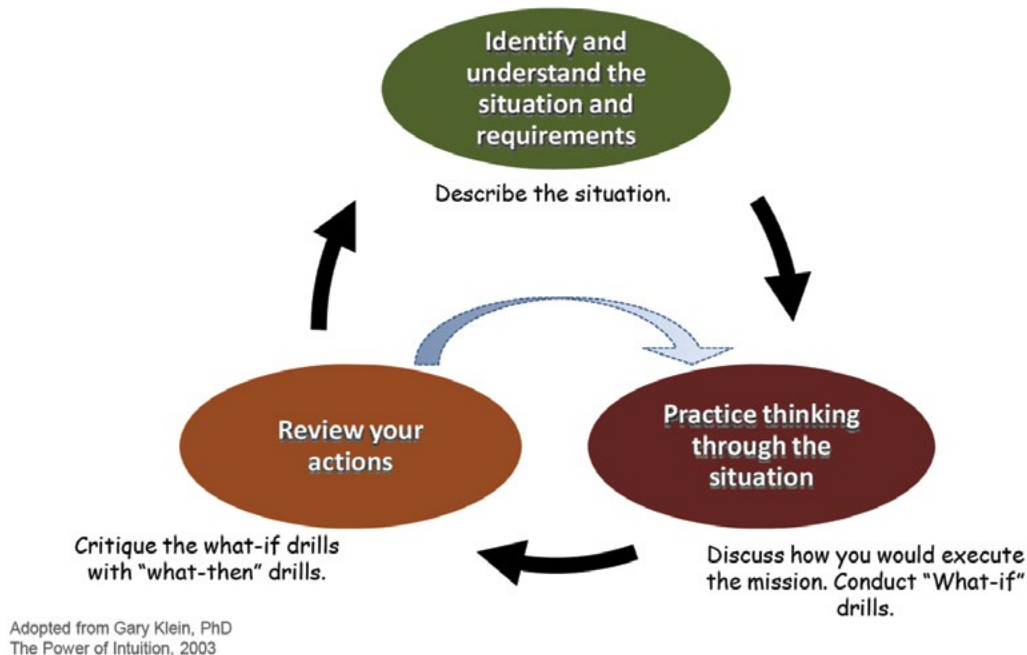 Identify and
understand the
situation and
requirements
Describe the situation.
Review your
actions
Practice thinking
through the
situation
Critique the what-if drills
with “what-then” drills.
Discuss how you would execute
the mission. Conduct “What-if”
drills.
Adopted from Gary Klein, PhD
The Power of Intuition, 2003